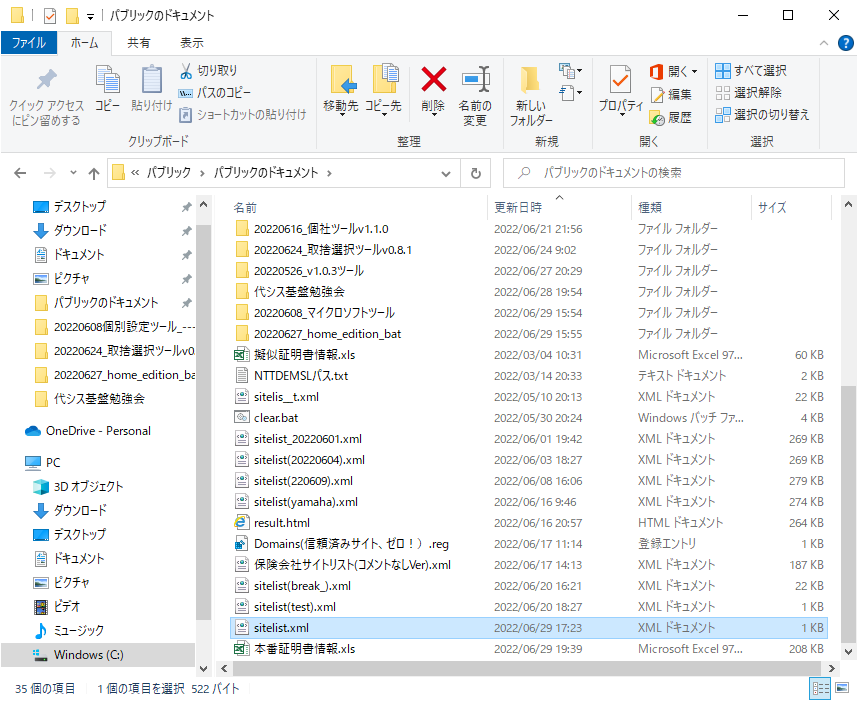 パブリックのドキュメント
ファイル ホーム 共有 表示
クイック アクセスにピン留めする
コピー
貼り付け
切り取り
パスのコピー
ショートカットの貼り付け
クリップボード
移動先
コピー先
削除
名前の変更
整理
新しいフォルダー
新規
プロパティ
開く
編集
履歴
開く
すべて選択
選択解除
選択の切り替え
選択
« パブリック › パブリックのドキュメント ›
パブリックのドキュメントの検索
デスクトップ
ダウンロード
ドキュメント
ピクチャ
パブリックのドキュメント
20220608個別設定ツール_---
20220624_取捨選択ツールv0.
20220627_home_edition_ba
代シス基盤勉強会
OneDrive - Personal
PC
3D オブジェクト
ダウンロード
デスクトップ
ドキュメント
ピクチャ
ビデオ
ミュージック
Windows (C:)
名前 更新日時 種類 サイズ
20220616_個社ツールv1.1.0 2022/06/21 21:56 ファイル フォルダー
20220624_取捨選択ツールv0.8.1 2022/06/24 9:02 ファイル フォルダー
20220526_v1.0.3ツール 2022/06/27 20:29 ファイル フォルダー
代シス基盤勉強会 2022/06/28 19:54 ファイル フォルダー
20220608_マイクロソフトツール 2022/06/29 15:54 ファイル フォルダー
20220627_home_edition_bat 2022/06/29 15:55 ファイル フォルダー
擬似証明書情報.xls 2022/03/04 10:31 Microsoft Excel 97... 60 KB
NTTDEMSLパス.txt 2022/03/14 20:33 テキスト ドキュメント 2 KB
sitelis__t.xml 2022/05/10 20:13 XML ドキュメント 22 KB
clear.bat 2022/05/30 20:24 Windows バッチ ファ... 4 KB
sitelist_20220601.xml 2022/06/01 19:42 XML ドキュメント 269 KB
sitelist(20220604).xml 2022/06/03 18:27 XML ドキュメント 269 KB
sitelist(220609).xml 2022/06/08 16:06 XML ドキュメント 279 KB
sitelist(yamaha).xml 2022/06/16 9:46 XML ドキュメント 274 KB
result.html 2022/06/16 20:57 HTML ドキュメント 264 KB
Domains(信頼済みサイト、ゼロ！）.reg 2022/06/17 11:14 登録エントリ 1 KB
保険会社サイトリスト(コメントなしVer).xml 2022/06/17 14:13 XML ドキュメント 187 KB
sitelist(break_).xml 2022/06/20 16:21 XML ドキュメント 22 KB
sitelist(test).xml 2022/06/20 18:27 XML ドキュメント 1 KB
sitelist.xml 2022/06/29 17:23 XML ドキュメント 1 KB
本番証明書情報.xls 2022/06/29 19:39 Microsoft Excel 97... 208 KB
35 個の項目 1 個の項目を選択 522 バイト